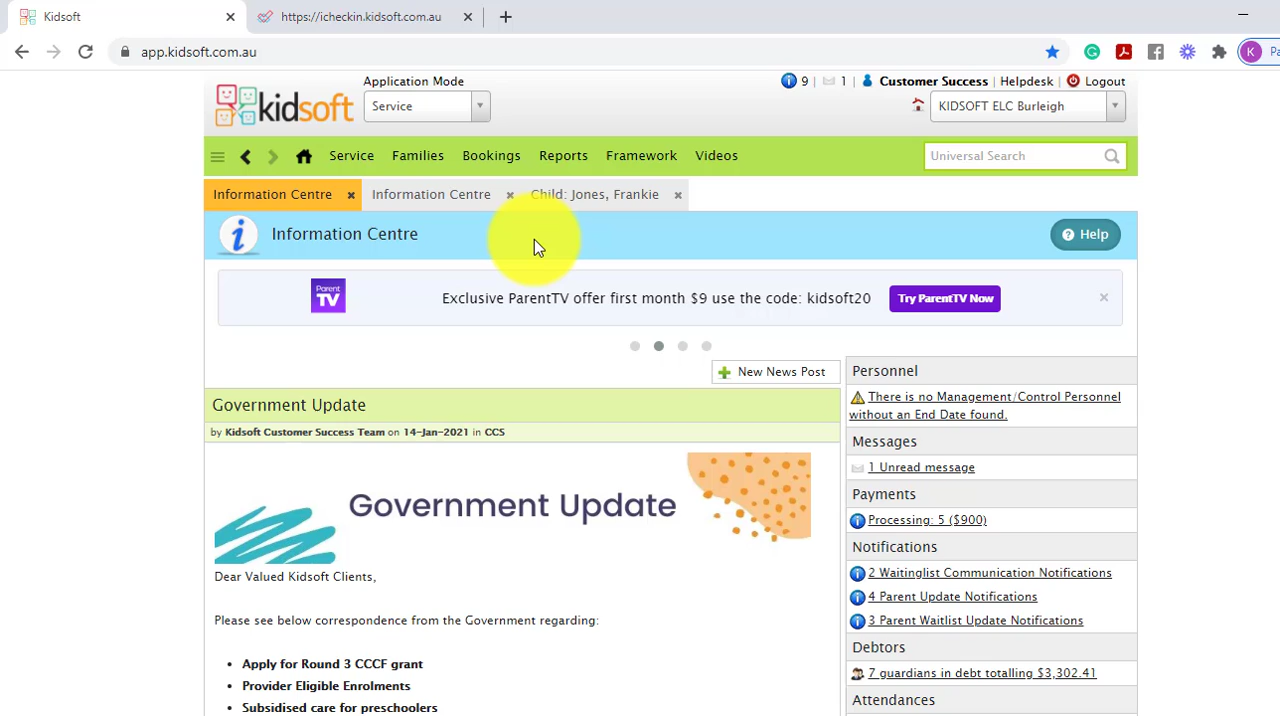 Kidsoft
https://icheckin.kidsoft.com.au
app.kidsoft.com.au
K
kidsoft
Application Mode
Service
9 | 1 | Customer Success | Helpdesk | Logout
KIDSOFT ELC Burleigh
Service Families Bookings Reports Framework Videos
Universal Search
Information Centre Information Centre Child: Jones, Frankie
Information Centre
Help
Parent TV
Exclusive ParentTV offer first month $9 use the code: kidsoft20
Try ParentTV Now
New News Post
Government Update
by Kidsoft Customer Success Team on 14-Jan-2021 in CCS
Government Update
Dear Valued Kidsoft Clients,
Please see below correspondence from the Government regarding:
• Apply for Round 3 CCCF grant
• Provider Eligible Enrolments
• Subsidised care for preschoolers
Personnel
There is no Management/Control Personnel
without an End Date found.
Messages
1 Unread message
Payments
Processing: 5 ($900)
Notifications
2 Waitinglist Communication Notifications
4 Parent Update Notifications
3 Parent Waitlist Update Notifications
Debtors
7 guardians in debt totalling $3,302.41
Attendances